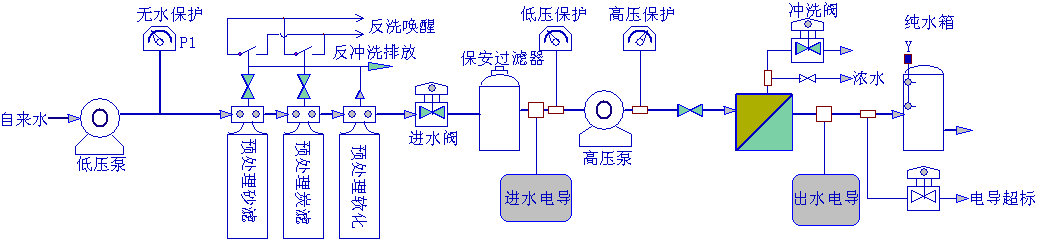 无水保护
P1
反洗唤醒
反冲洗排放
低压保护
高压保护
冲洗阀
纯水箱
Y
保安过滤器
浓水
自来水
低压泵
进水阀
高压泵
预处理砂滤
预处理炭滤
预处理软化
进水电导
出水电导
电导超标